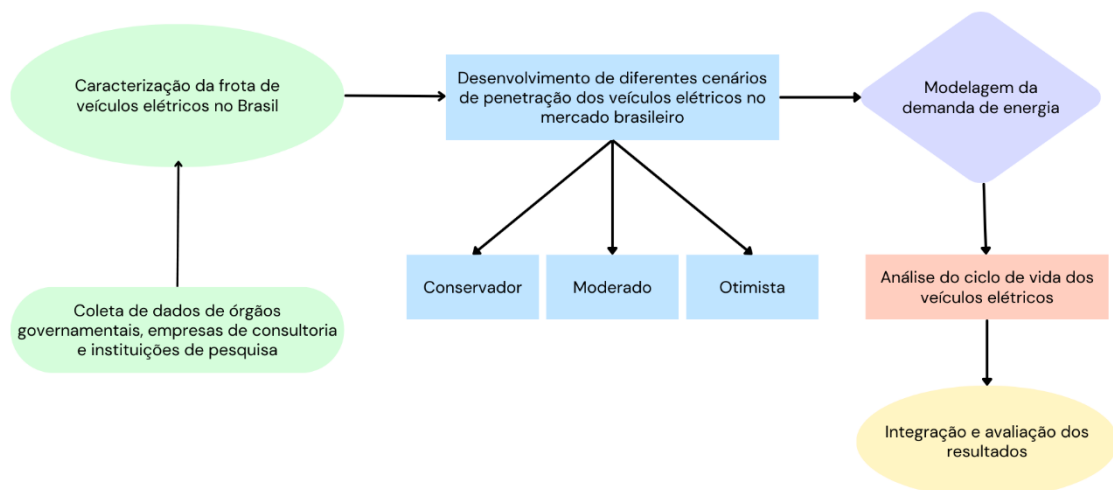 Caracterização da frota de
veículos elétricos no Brasil
Desenvolvimento de diferentes cenários
de penetração dos veículos elétricos no
mercado brasileiro
Modelagem da
demanda de energia
Conservador
Moderado
Otimista
Análise do ciclo de vida dos
veículos elétricos
Coleta de dados de órgãos
governamentais, empresas de consultoria
e instituições de pesquisa
Integração e avaliação dos
resultados